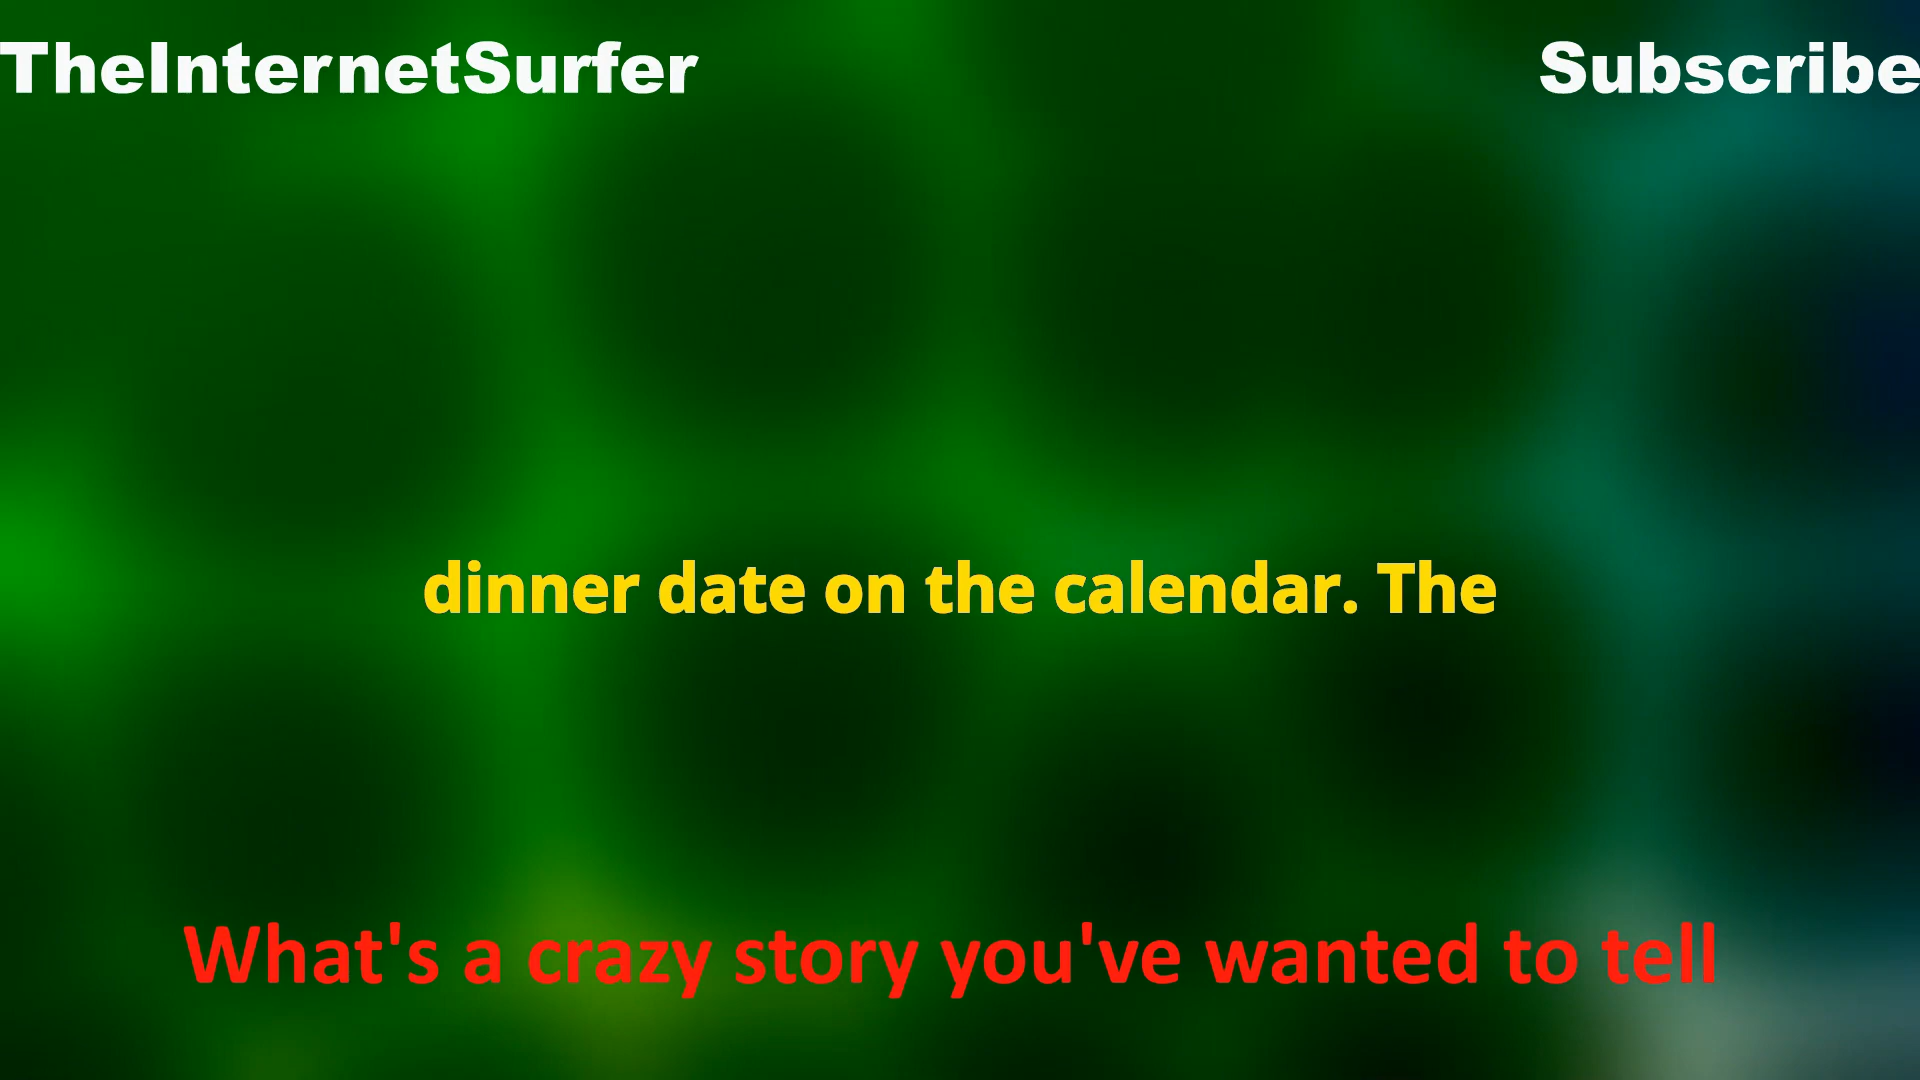 TheInternetSurfer
Subscribe
dinner date on the calendar. The
What's a crazy story you've wanted to tell